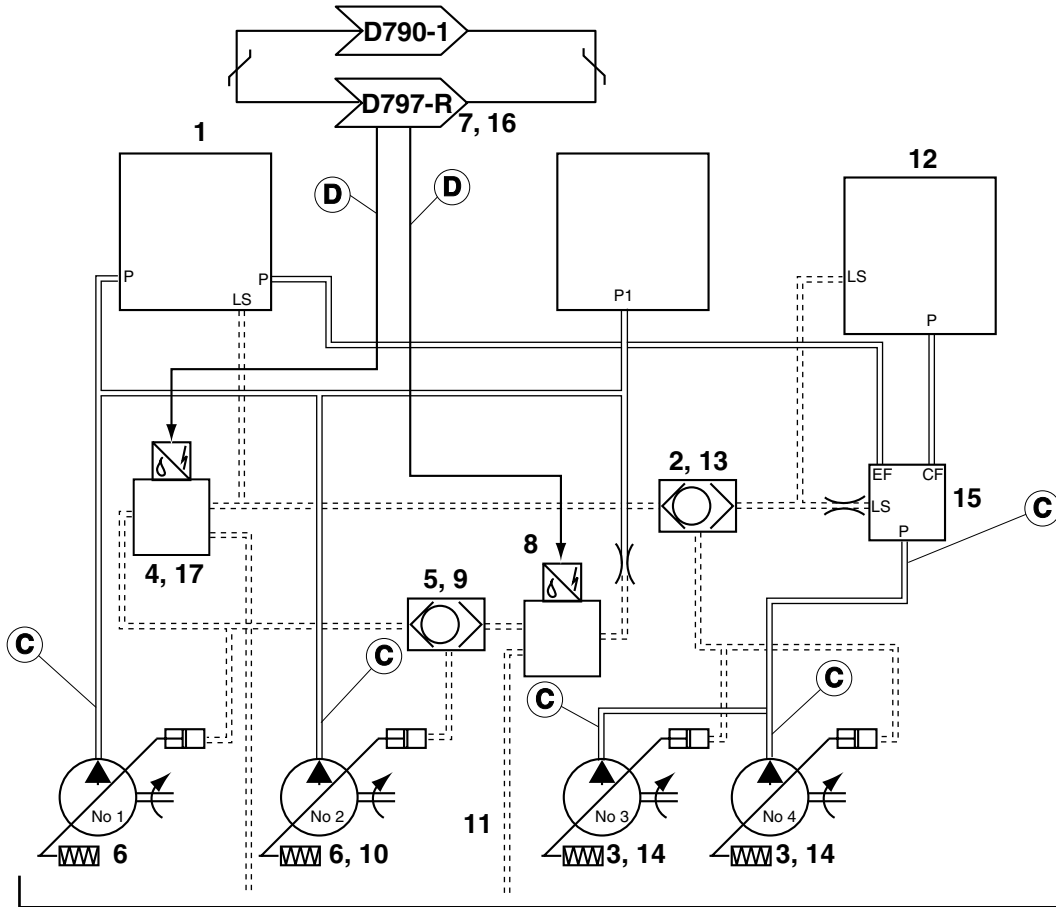 D790-1
D797-R
7, 16
1
12
D
D
P
P
LS
P1
LS
P
2, 13
EF
CF
LS
15
P
C
8
4, 17
5, 9
C
C
C
C
No 1
No 2
No 3
No 4
11
6
6, 10
3, 14
3, 14